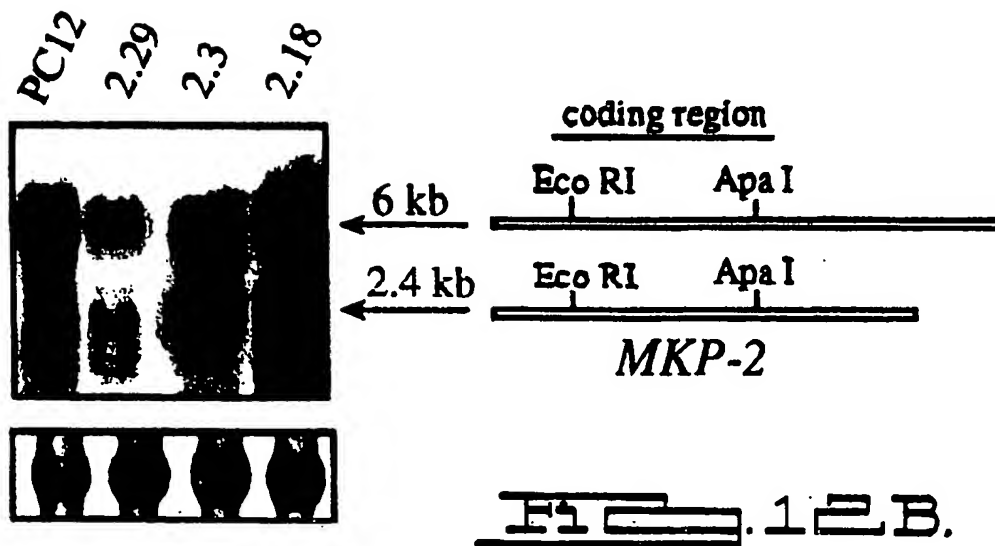 PC12 2.29 2.3 2.18
coding region
Eco RI Apa I
6 kb
Eco RI Apa I
2.4 kb
MKP-2
Fig. 12B.